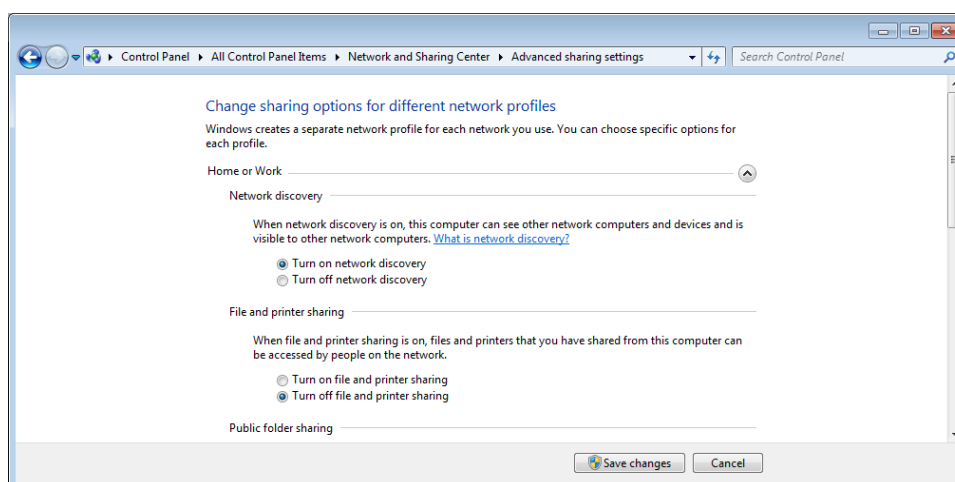 Control Panel ▸ All Control Panel Items ▸ Network and Sharing Center ▸ Advanced sharing settings
Search Control Panel
Change sharing options for different network profiles
Windows creates a separate network profile for each network you use. You can choose specific options for
each profile.
Home or Work
Network discovery
When network discovery is on, this computer can see other network computers and devices and is
visible to other network computers. What is network discovery?
Turn on network discovery
Turn off network discovery
File and printer sharing
When file and printer sharing is on, files and printers that you have shared from this computer can
be accessed by people on the network.
Turn on file and printer sharing
Turn off file and printer sharing
Public folder sharing
Save changes
Cancel